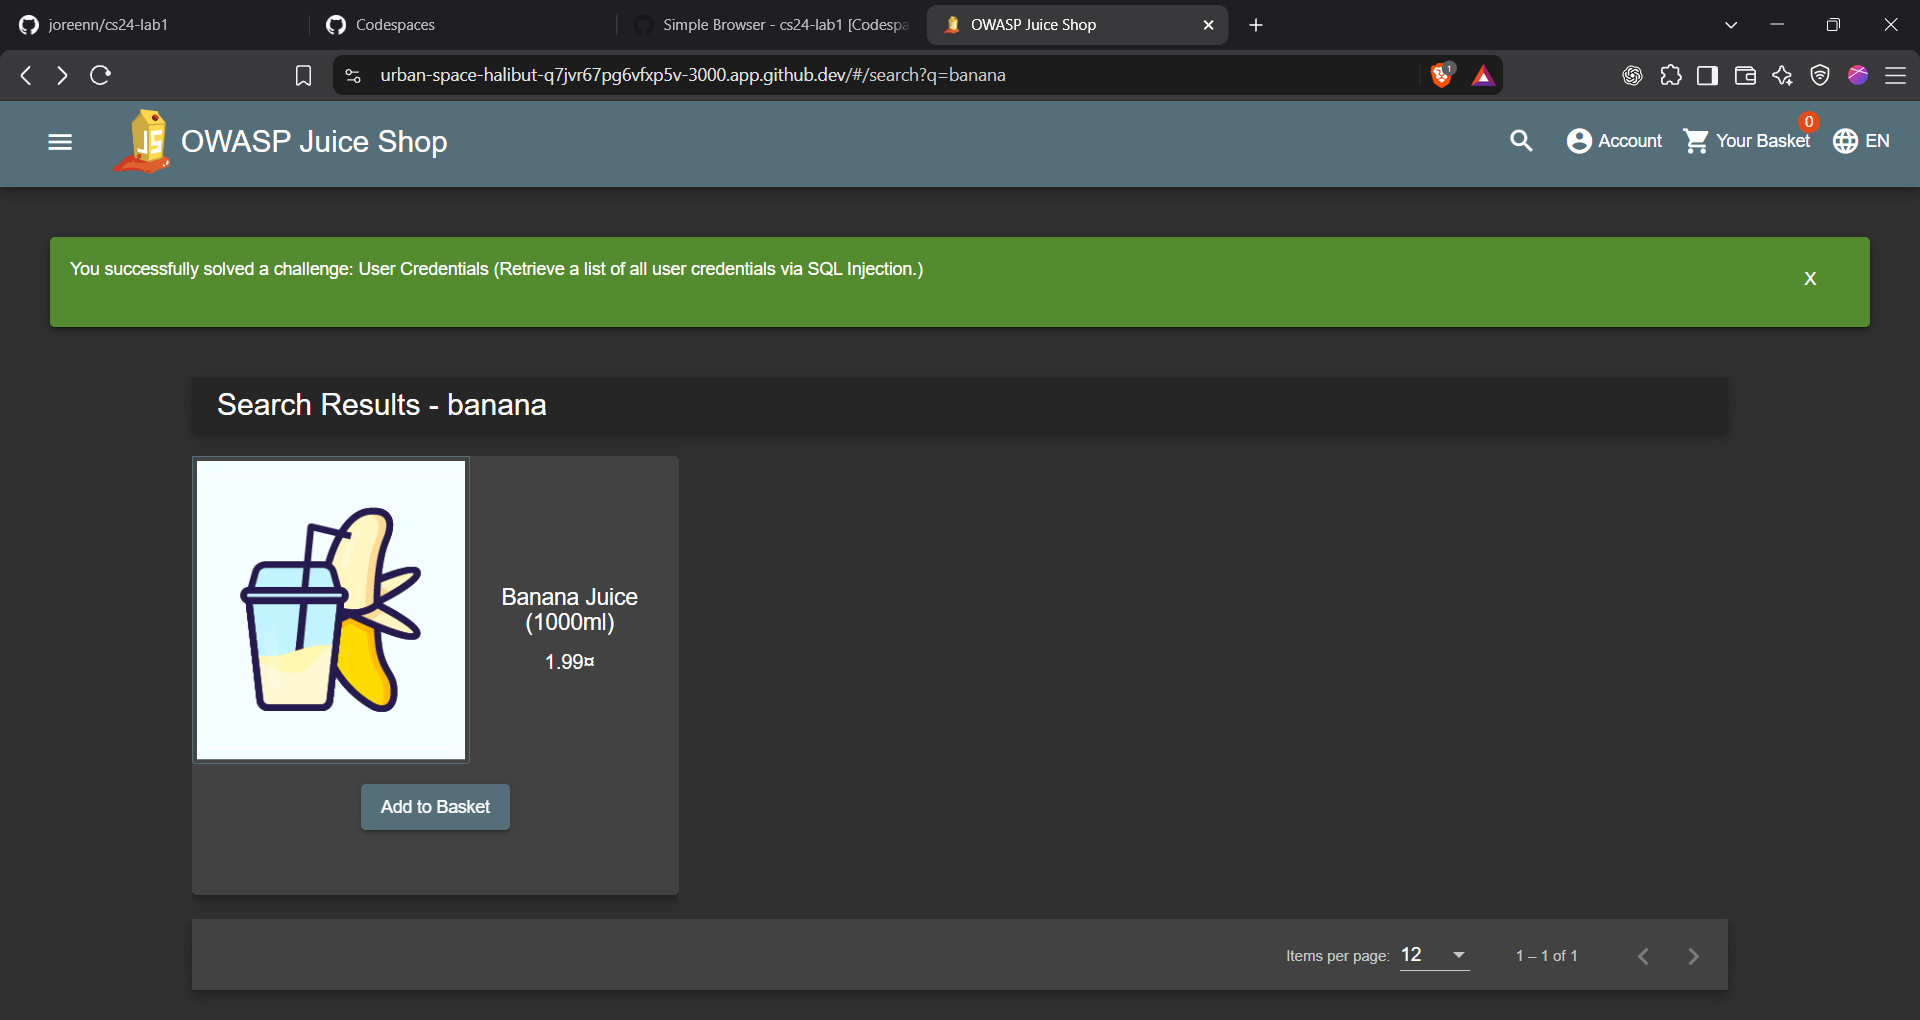 joreenn/cs24-lab1
Codespaces
Simple Browser - cs24-lab1 [Codespa
OWASP Juice Shop
urban-space-halibut-q7jvr67pg6vfxp5v-3000.app.github.dev/#/search?q=banana
1
JS
OWASP Juice Shop
Account
Your Basket
0
EN
You successfully solved a challenge: User Credentials (Retrieve a list of all user credentials via SQL Injection.)
X
Search Results - banana
Banana Juice
(1000ml)
1.99¤
Add to Basket
Items per page: 12
1 – 1 of 1